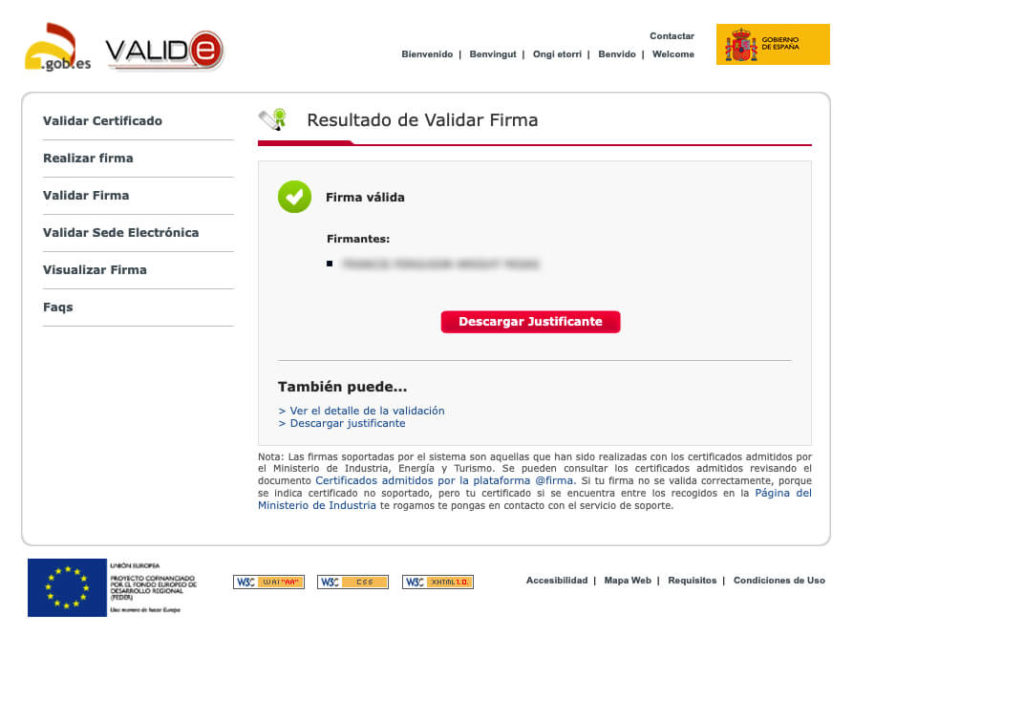 Contactar
.gob.es VALIDe Bienvenido | Benvingut | Ongi etorri | Benvido | Welcome
GOBIERNO
DE ESPAÑA
Validar Certificado
Realizar firma
Validar Firma
Validar Sede Electrónica
Visualizar Firma
Faqs
Resultado de Validar Firma
Firma válida
Firmantes:
Descargar Justificante
También puede...
> Ver el detalle de la validación
> Descargar justificante
Nota: Las firmas soportadas por el sistema son aquellas que han sido realizadas con los certificados admitidos por
el Ministerio de Industria, Energía y Turismo. Se pueden consultar los certificados admitidos revisando el
documento Certificados admitidos por la plataforma @firma. Si tu firma no se valida correctamente, porque
se indica certificado no soportado, pero tu certificado si se encuentra entre los recogidos en la Página del
Ministerio de Industria te rogamos te pongas en contacto con el servicio de soporte.
UNIÓN EUROPEA
PROYECTO COFINANCIADO
POR EL FONDO EUROPEO DE
DESARROLLO REGIONAL
(FEDER)
Una manera de hacer Europa
W3C WAI "AA" W3C CSS W3C XHTML 1.0.
Accesibilidad | Mapa Web | Requisitos | Condiciones de Uso